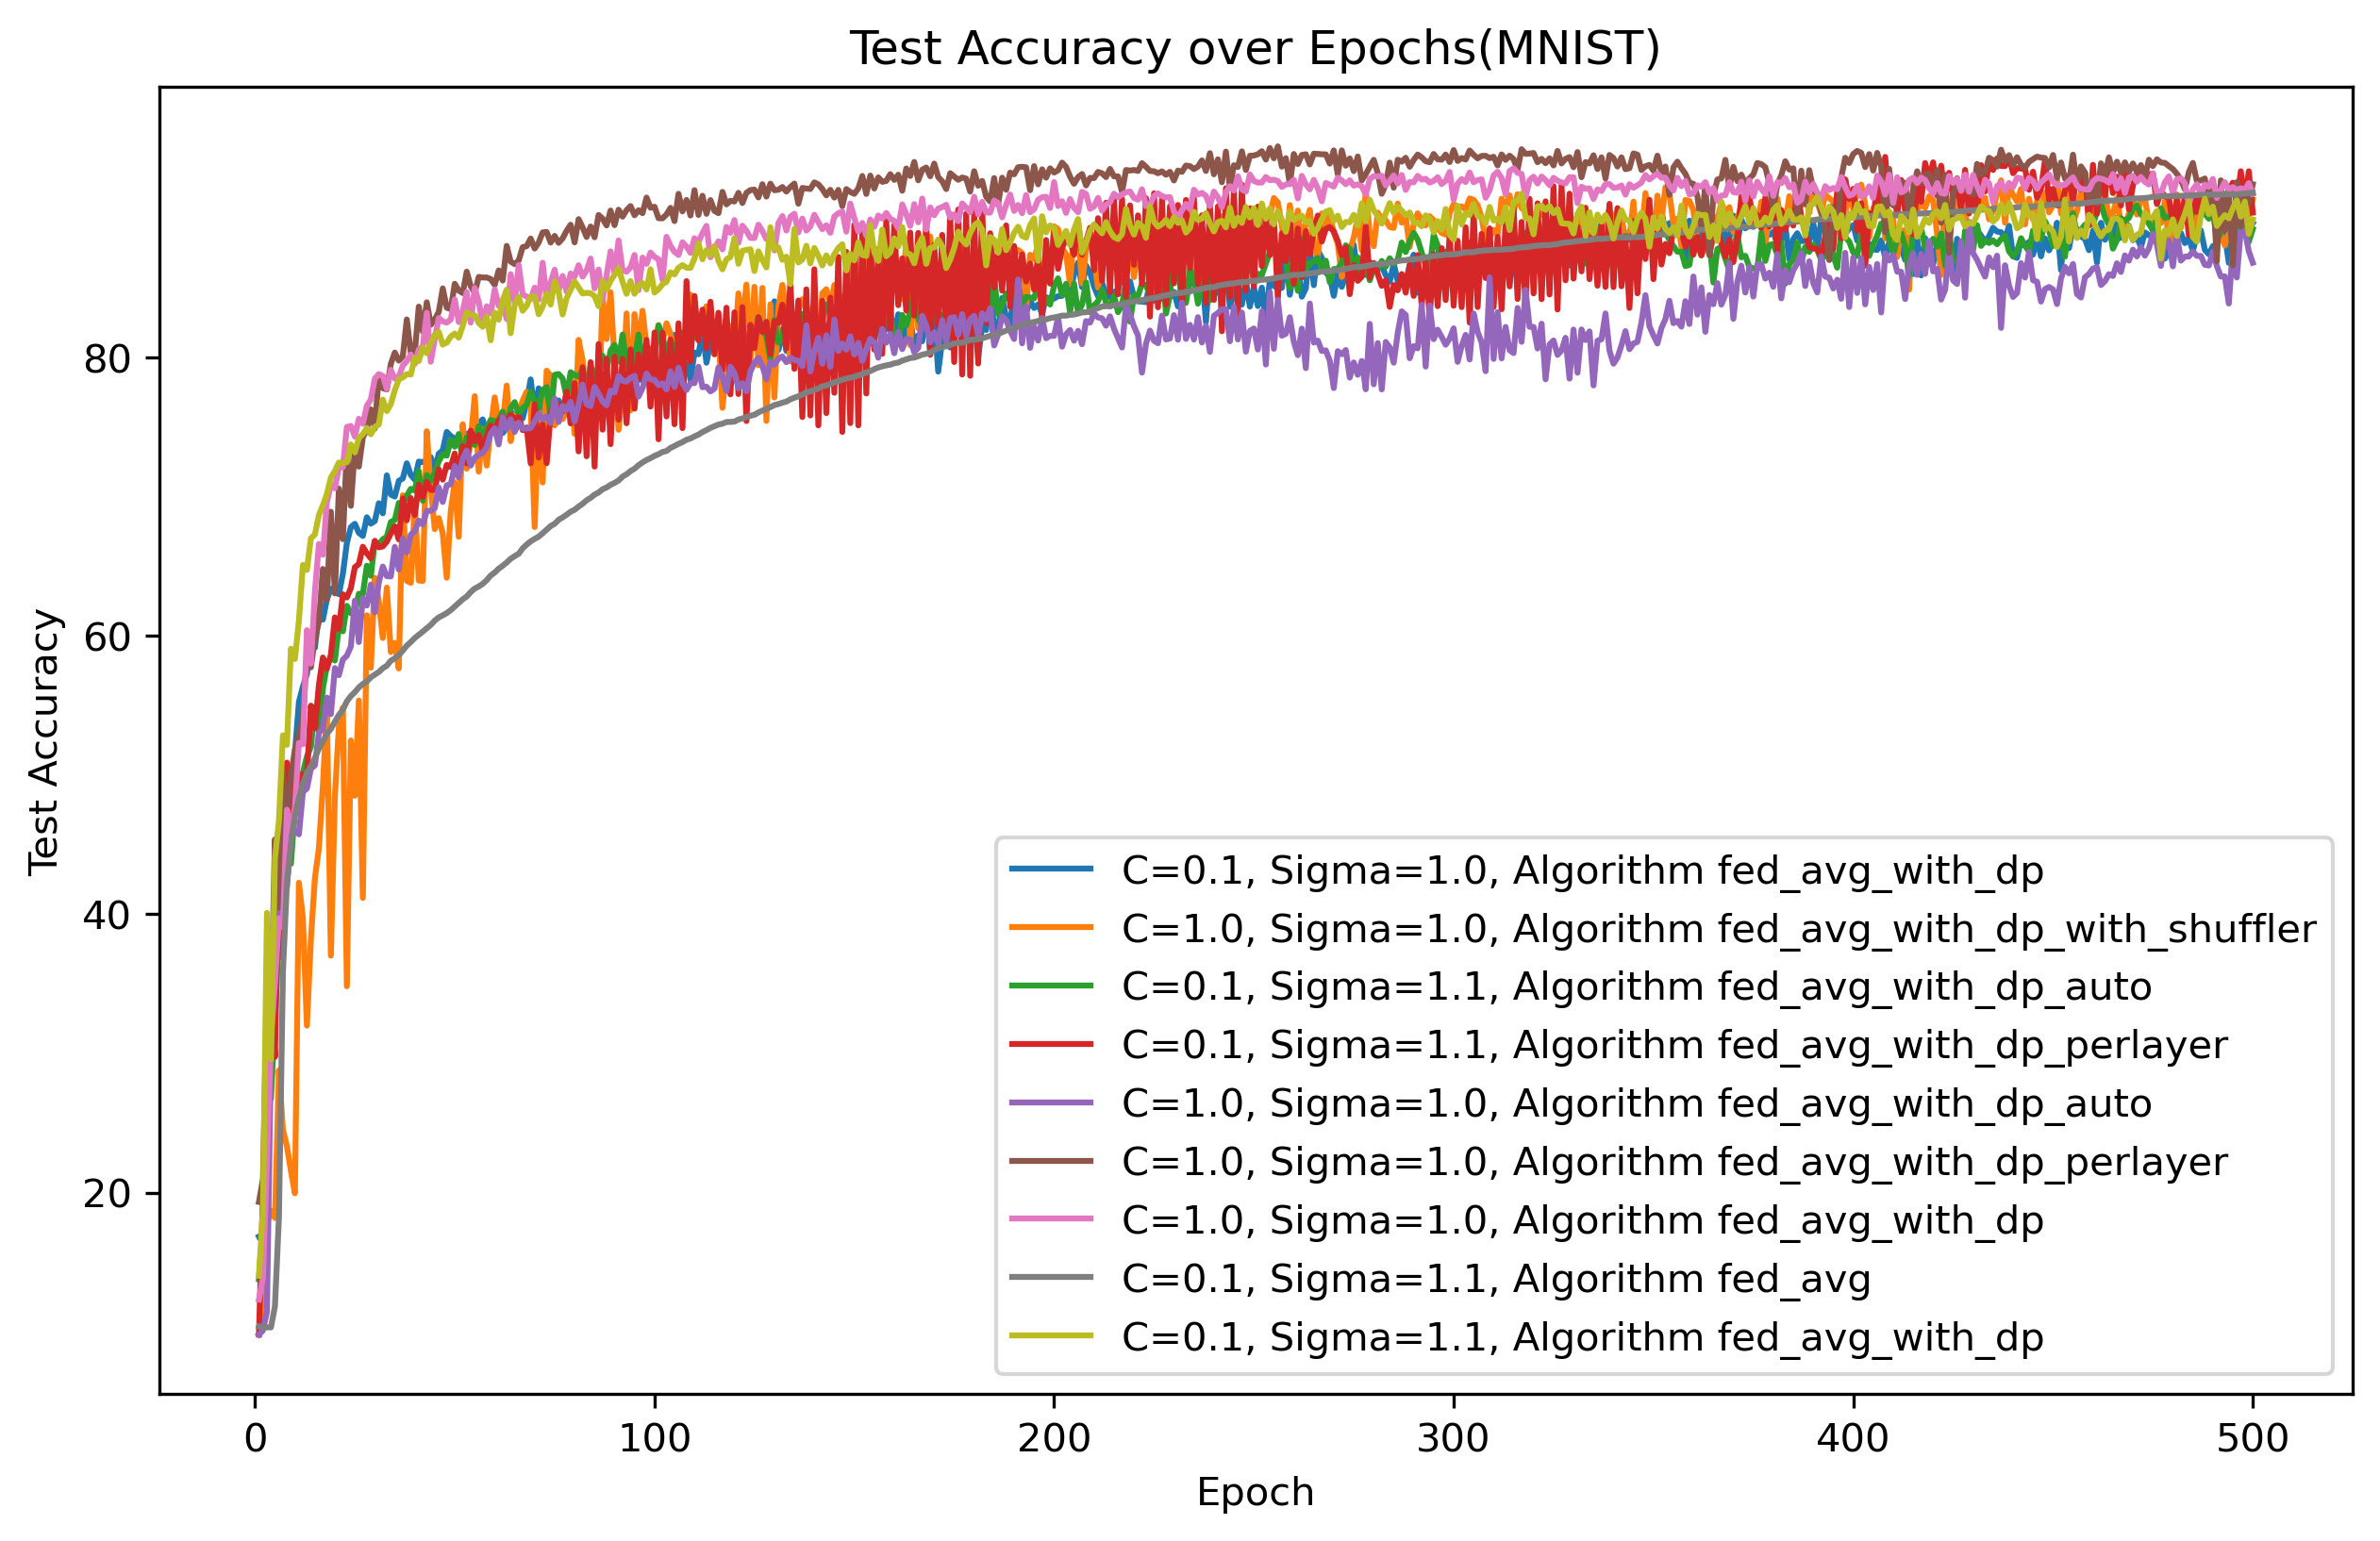 Test Accuracy over Epochs(MNIST)
Test Accuracy
80
60
40
20
C=0.1, Sigma=1.0, Algorithm fed_avg_with_dp
C=1.0, Sigma=1.0, Algorithm fed_avg_with_dp_with_shuffler
C=0.1, Sigma=1.1, Algorithm fed_avg_with_dp_auto
C=0.1, Sigma=1.1, Algorithm fed_avg_with_dp_perlayer
C=1.0, Sigma=1.0, Algorithm fed_avg_with_dp_auto
C=1.0, Sigma=1.0, Algorithm fed_avg_with_dp_perlayer
C=1.0, Sigma=1.0, Algorithm fed_avg_with_dp
C=0.1, Sigma=1.1, Algorithm fed_avg
C=0.1, Sigma=1.1, Algorithm fed_avg_with_dp
0 100 200 300 400 500
Epoch